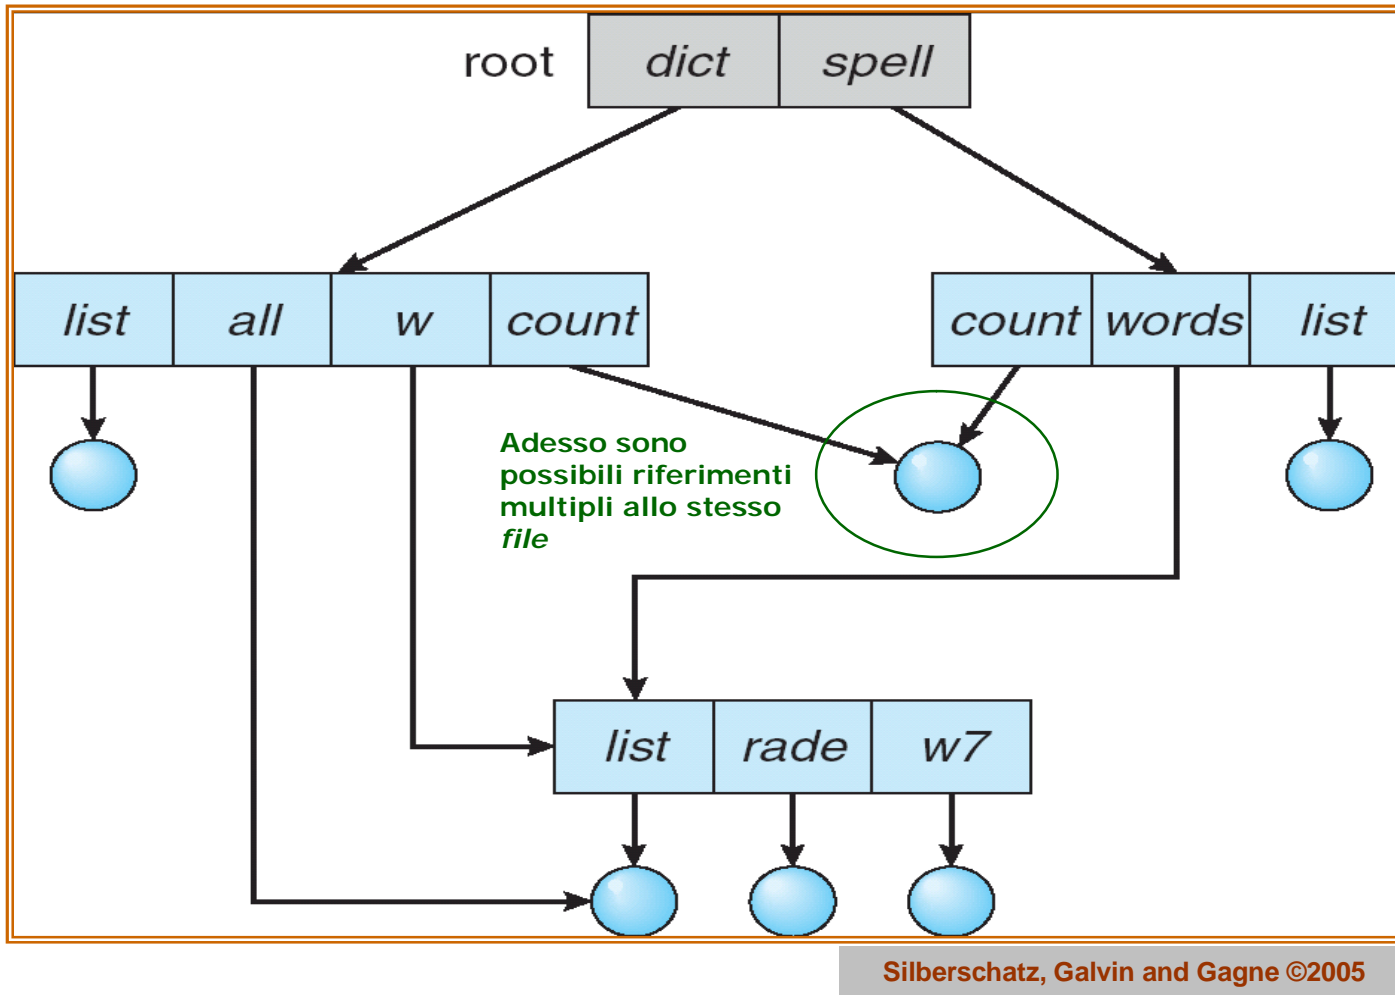 root dict spell
list all w count count words list
Adesso sono
possibili riferimenti
multipli allo stesso
file
list rade w7
Silberschatz, Galvin and Gagne ©2005